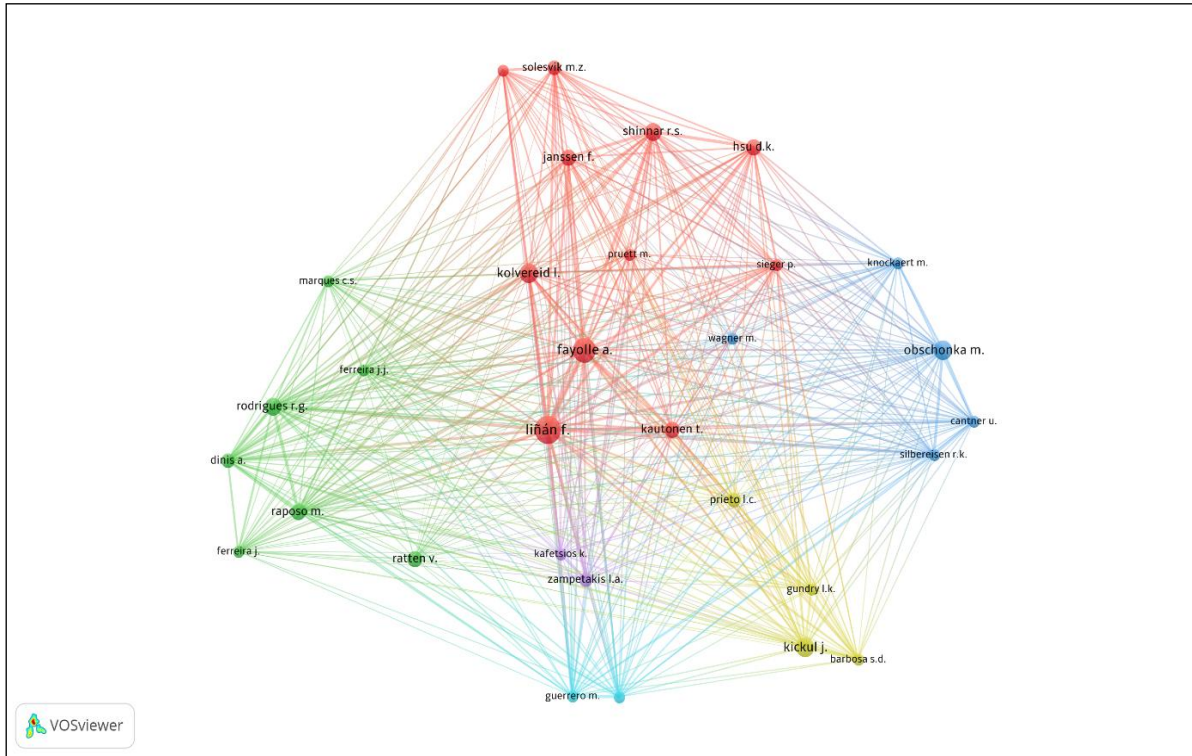 solesvik m.z.
shinnar r.s.
hsu d.k.
janssen f.
pruett m.
sieger p.
knockaert m.
kolvereid l.
marques c.s.
wagner m.
fayolle a.
obschonka m.
ferreira j.j.
rodrigues r.g.
cantner u.
liñán f.
kautonen t.
silbereisen r.k.
dinis a.
prieto l.c.
raposo m.
ferreira j.
ratten v.
kafetsios k.
zampetakis l.a.
gundry l.k.
kickul j.
barbosa s.d.
guerrero m.
VOSviewer